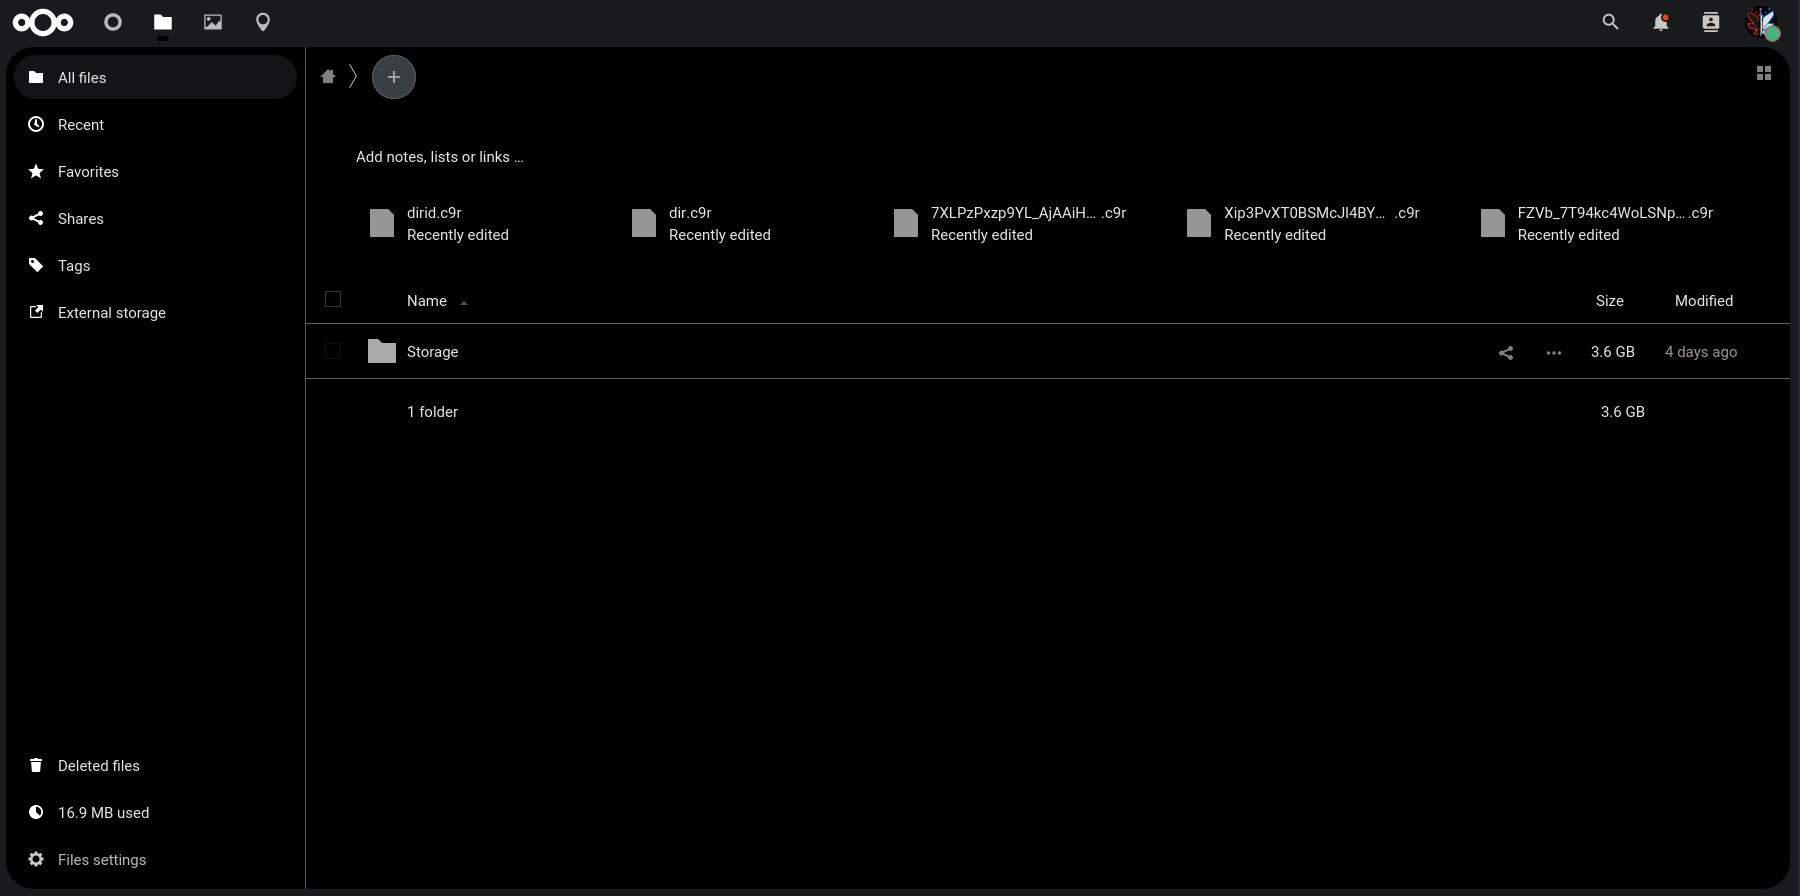 All files
Recent
Favorites
Shares
Tags
External storage
Deleted files
16.9 MB used
Files settings
Add notes, lists or links ...
dirid.c9r
Recently edited
dir.c9r
Recently edited
7XLPzPxzp9YL_AjAAiH... .c9r
Recently edited
Xip3PvXT0BSMcJI4BY... .c9r
Recently edited
FZVb_7T94kc4WoLSNp... .c9r
Recently edited
Name Size Modified
Storage 3.6 GB 4 days ago
1 folder 3.6 GB